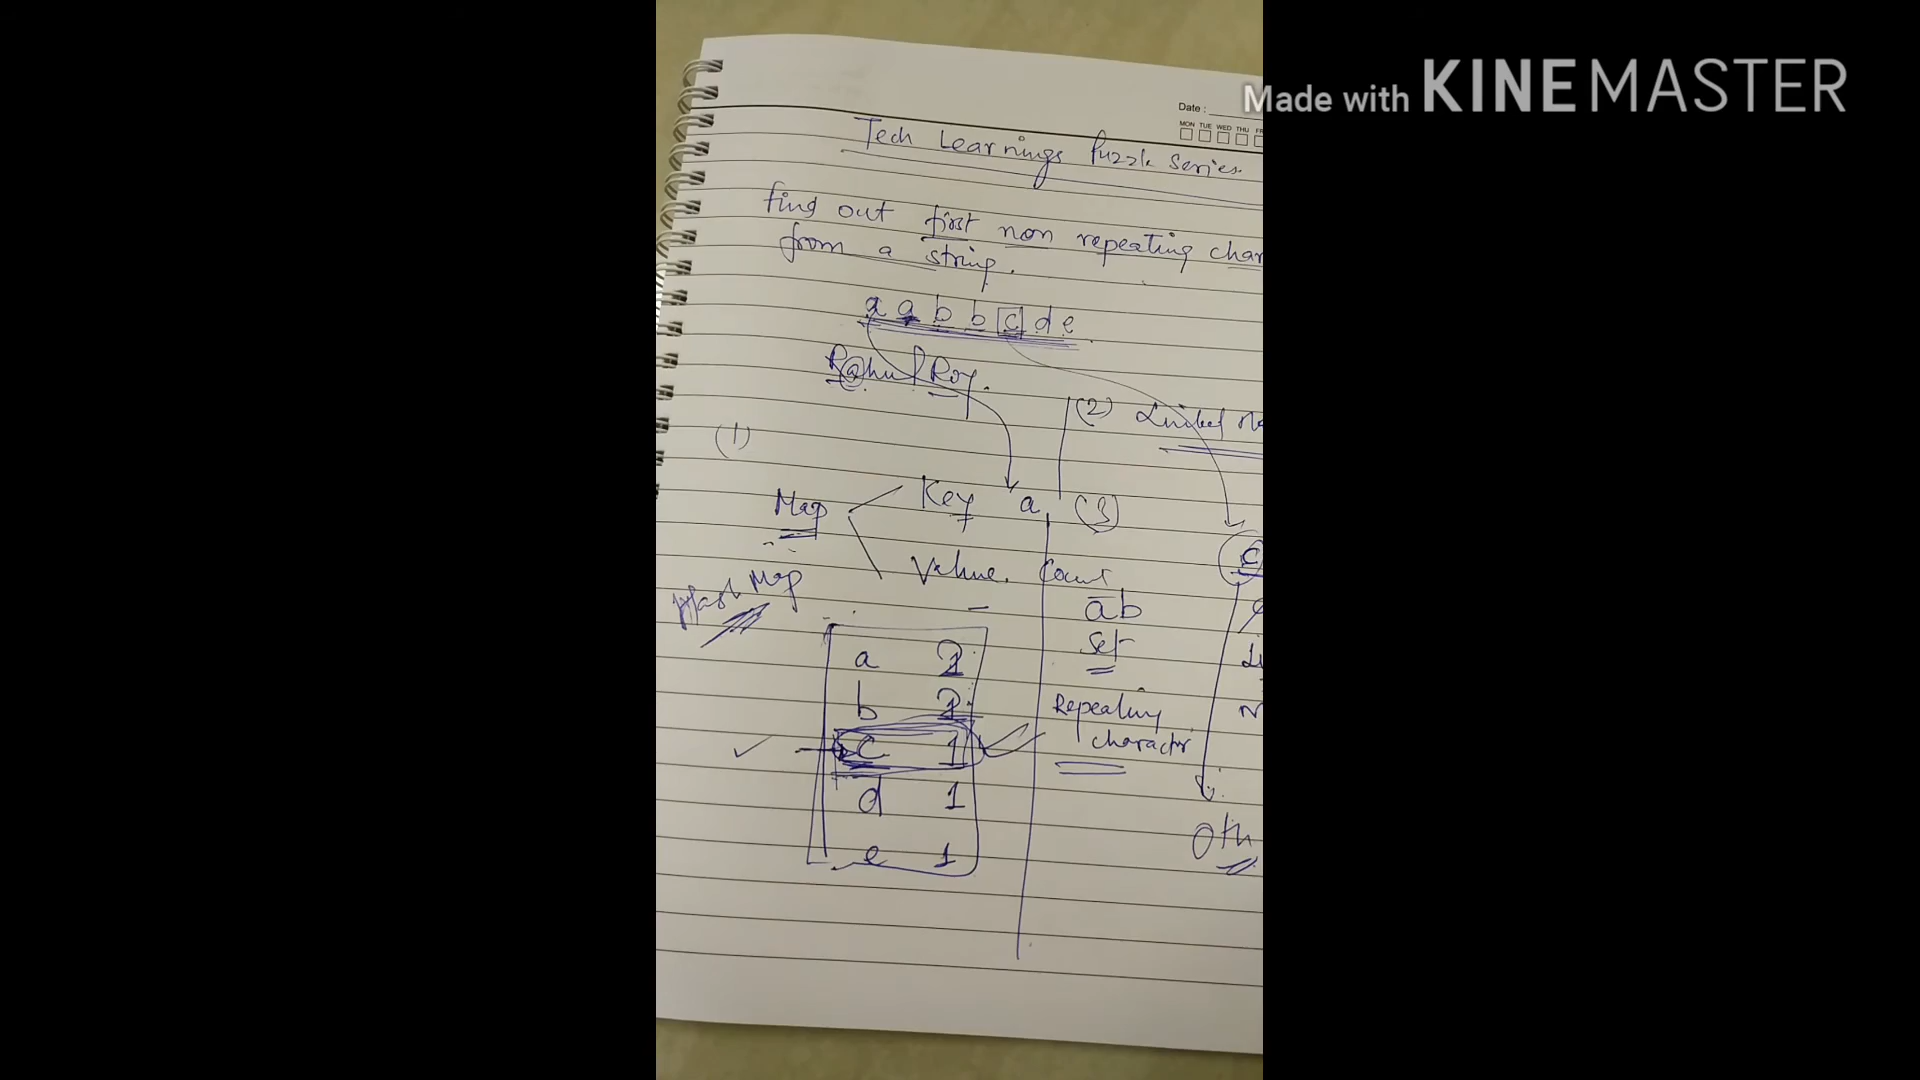 Made with KINEMASTER
Date :
MON TUE WED THU
Tech Learnings Puzzle Series.
find out first non repeating char
from a string.
a a b b c d e
Rahul Roy.
(1)
(2)
Map
Key a
(3)
c
Value. Count
Hash Map
ab
Set
a 2
b 2
Repeating
character
c 1
d 1
e 1
0th